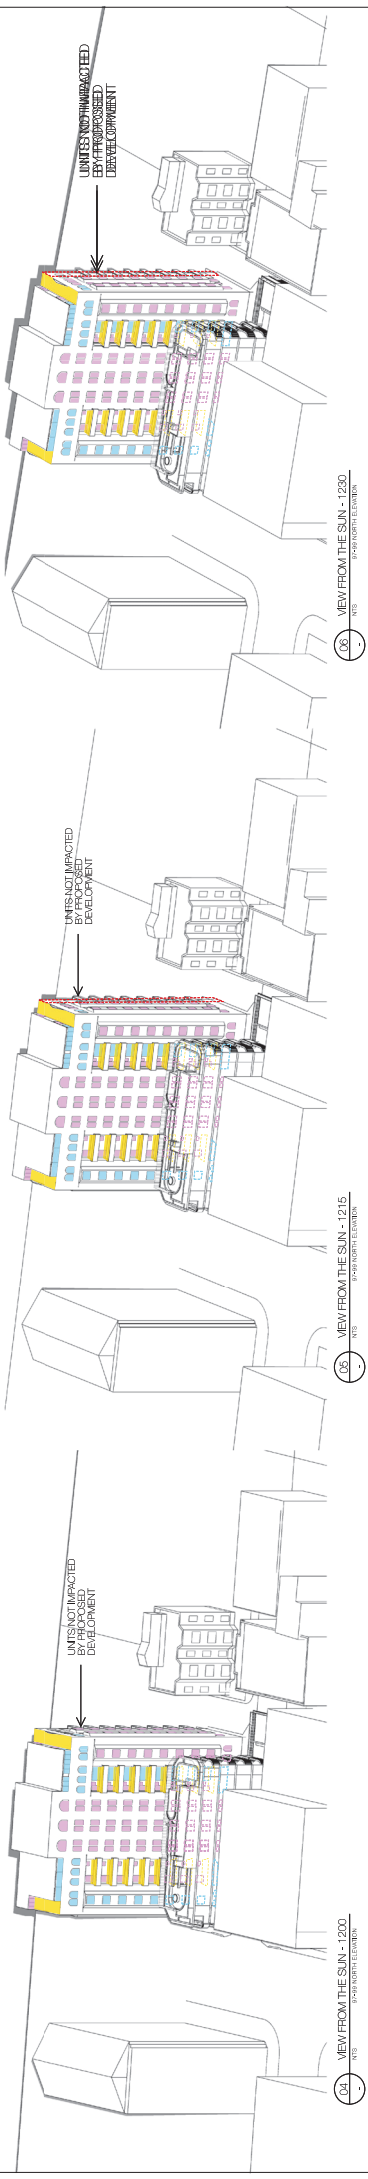 UNITS NOT IMPACTED
BY PROPOSED
DEVELOPMENT
04
-
VIEW FROM THE SUN - 1200
NTS
97-99 NORTH ELEVATION
UNITS NOT IMPACTED
BY PROPOSED
DEVELOPMENT
05
-
VIEW FROM THE SUN - 1215
NTS
97-99 NORTH ELEVATION
UNITS NOT IMPACTED
BY PROPOSED
DEVELOPMENT
06
-
VIEW FROM THE SUN - 1230
NTS
97-99 NORTH ELEVATION